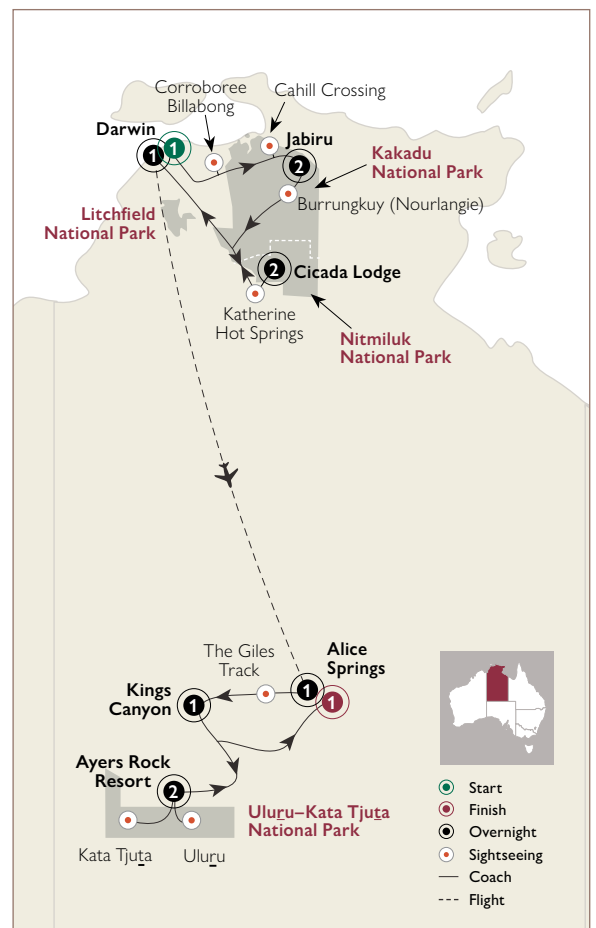 Corroboree
Billabong
Cahill Crossing
Darwin
1
1
Jabiru
2
Kakadu
National Park
Litchfield
National Park
Burrungkuy (Nourlangie)
2
Cicada Lodge
Katherine
Hot Springs
Nitmiluk
National Park
The Giles
Track
Alice
Springs
1
1
Kings
Canyon
1
Ayers Rock
Resort
2
Uluṟu–Kata Tjuṯa
National Park
Kata Tjuṯa
Uluṟu
Start
Finish
Overnight
Sightseeing
Coach
Flight